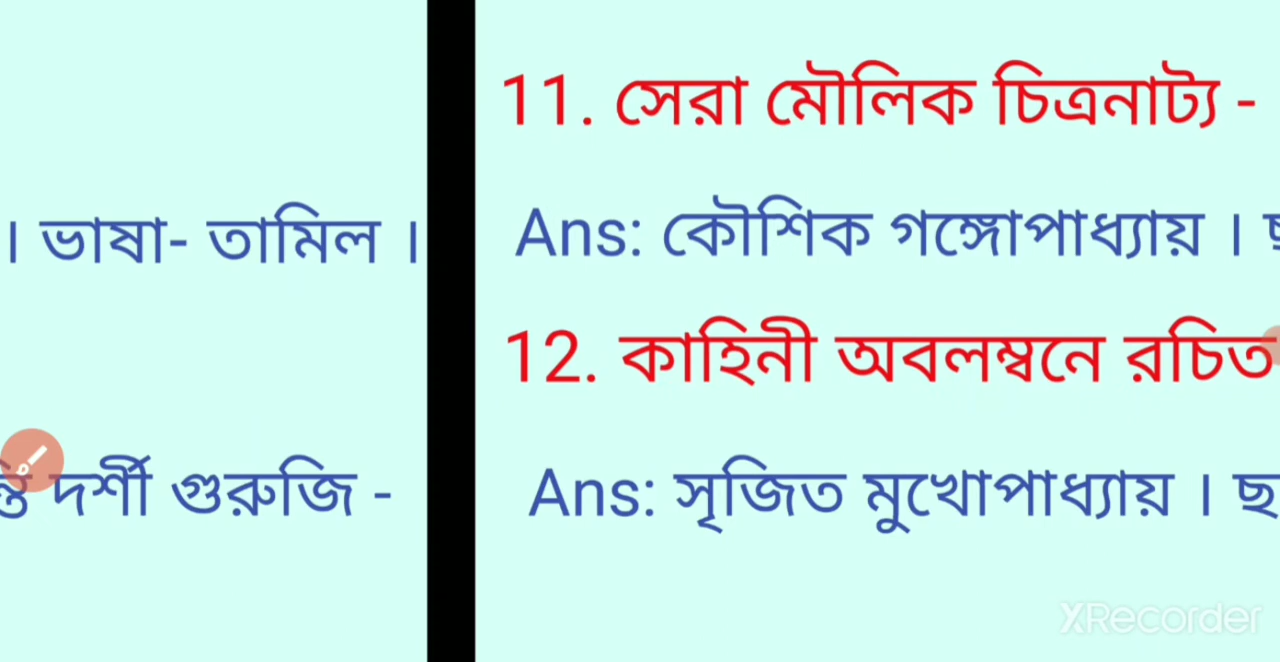 । ভাষা- তামিল ।
দর্শী গুরুজি -
11. সেরা মৌলিক চিত্রনাট্য -
Ans: কৌশিক গঙ্গোপাধ্যায় ।
12. কাহিনী অবলম্বনে রচিত
Ans: সৃজিত মুখোপাধ্যায় ।
XRecorder